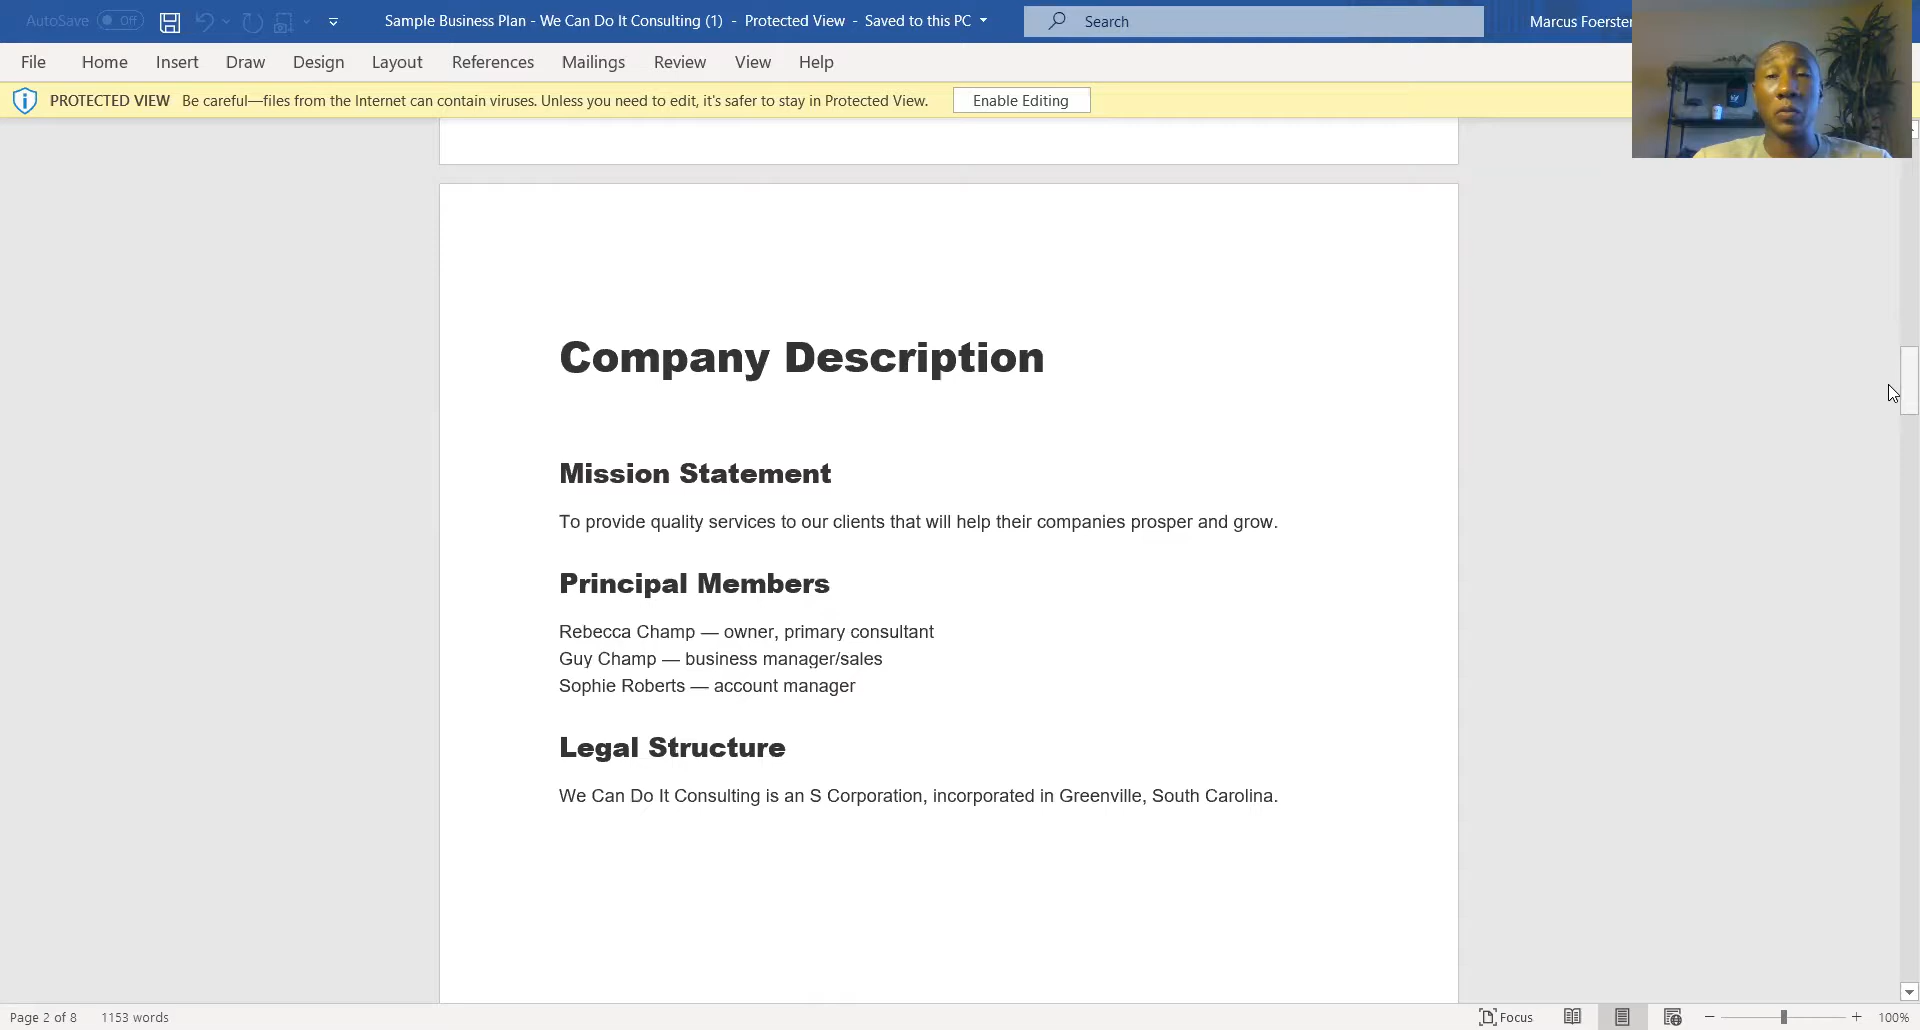 AutoSave Off
Sample Business Plan - We Can Do It Consulting (1) - Protected View - Saved to this PC
Search
Marcus Foerster
File Home Insert Draw Design Layout References Mailings Review View Help
PROTECTED VIEW Be careful—files from the Internet can contain viruses. Unless you need to edit, it's safer to stay in Protected View. Enable Editing
Company Description
Mission Statement
To provide quality services to our clients that will help their companies prosper and grow.
Principal Members
Rebecca Champ — owner, primary consultant
Guy Champ — business manager/sales
Sophie Roberts — account manager
Legal Structure
We Can Do It Consulting is an S Corporation, incorporated in Greenville, South Carolina.
Page 2 of 8 1153 words
Focus
100%